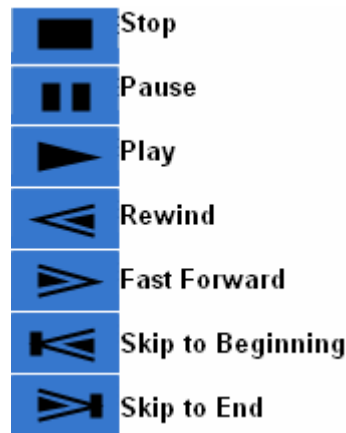 Stop
Pause
Play
Rewind
Fast Forward
Skip to Beginning
Skip to End